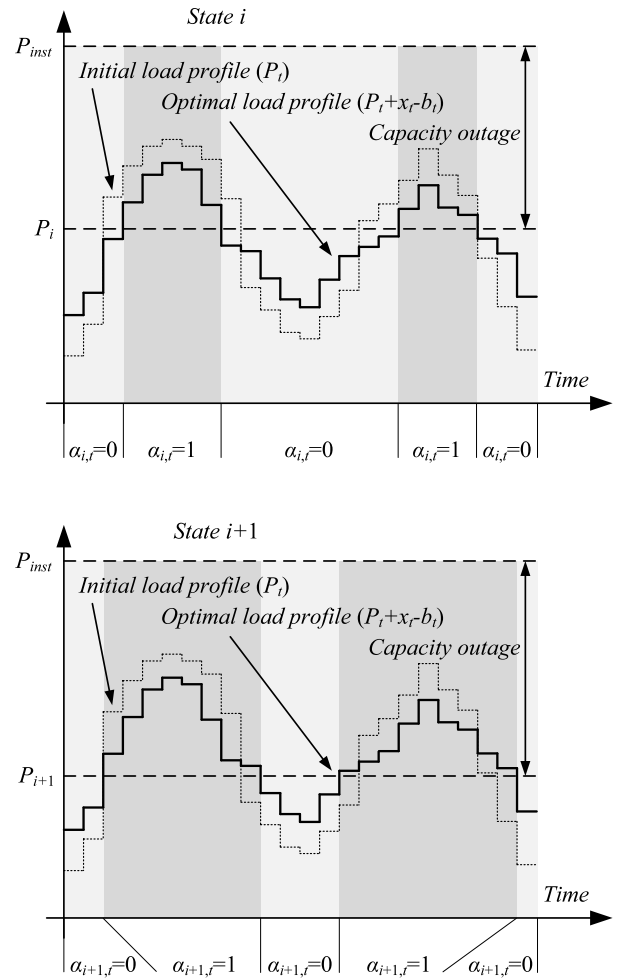 State i
P_inst
Initial load profile (P_t)
Optimal load profile (P_t+x_t-b_t)
Capacity outage
P_i
Time
α_i,t=0 α_i,t=1 α_i,t=0 α_i,t=1 α_i,t=0
State i+1
P_inst
Initial load profile (P_t)
Optimal load profile (P_t+x_t-b_t)
Capacity outage
P_i+1
Time
α_i+1,t=0 α_i+1,t=1 α_i+1,t=0 α_i+1,t=1 α_i+1,t=0